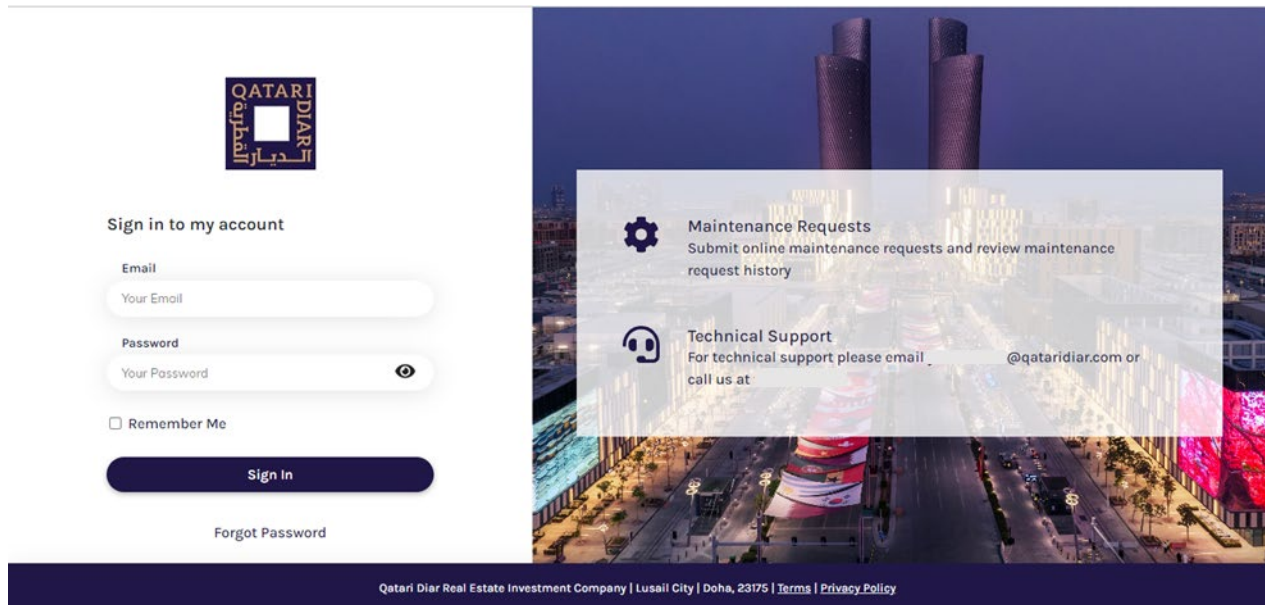 QATARI
DIAR
الديار
القطرية
Sign in to my account
Email
Your Email
Password
Your Password
Remember Me
Sign In
Forgot Password
Maintenance Requests
Submit online maintenance requests and review maintenance
request history
Technical Support
For technical support please email @qataridiar.com or
call us at
Qatari Diar Real Estate Investment Company | Lusail City | Doha, 23175 | Terms | Privacy Policy